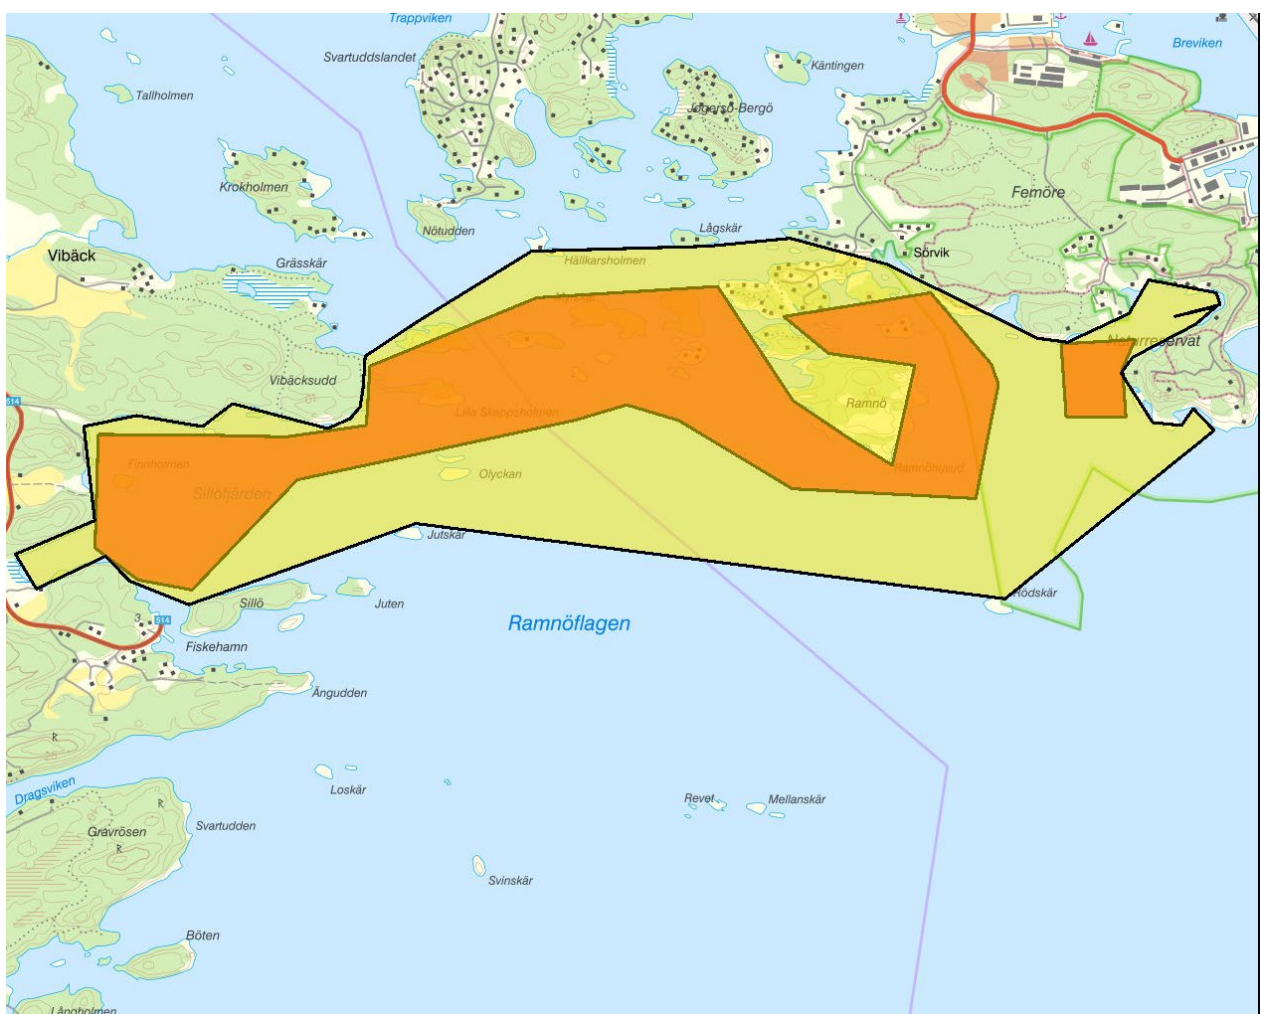 Trappviken
Breviken
Svartuddslandet
Käntingen
Tallholmen
Jogersö-Bergö
Krokholmen
Femöre
Nötudden
Lågskär
Sörvik
Vibäck
Grässkär
Hällkarsholmen
Naturreservat
Vibäcksudd
514
Lilla Skeppsholmen
Ramnö
Finnholmen
Sillöfjärden
Olyckan
Ramnöhuvud
Jutskär
Sillö
Juten
Rödskär
3
514
Ramnöflagen
Fiskehamn
Ängudden
R
Dragsviken
Loskär
Revet
Mellanskär
R
Gravrösen
Svartudden
R
Svinskär
Böten
Långholmen